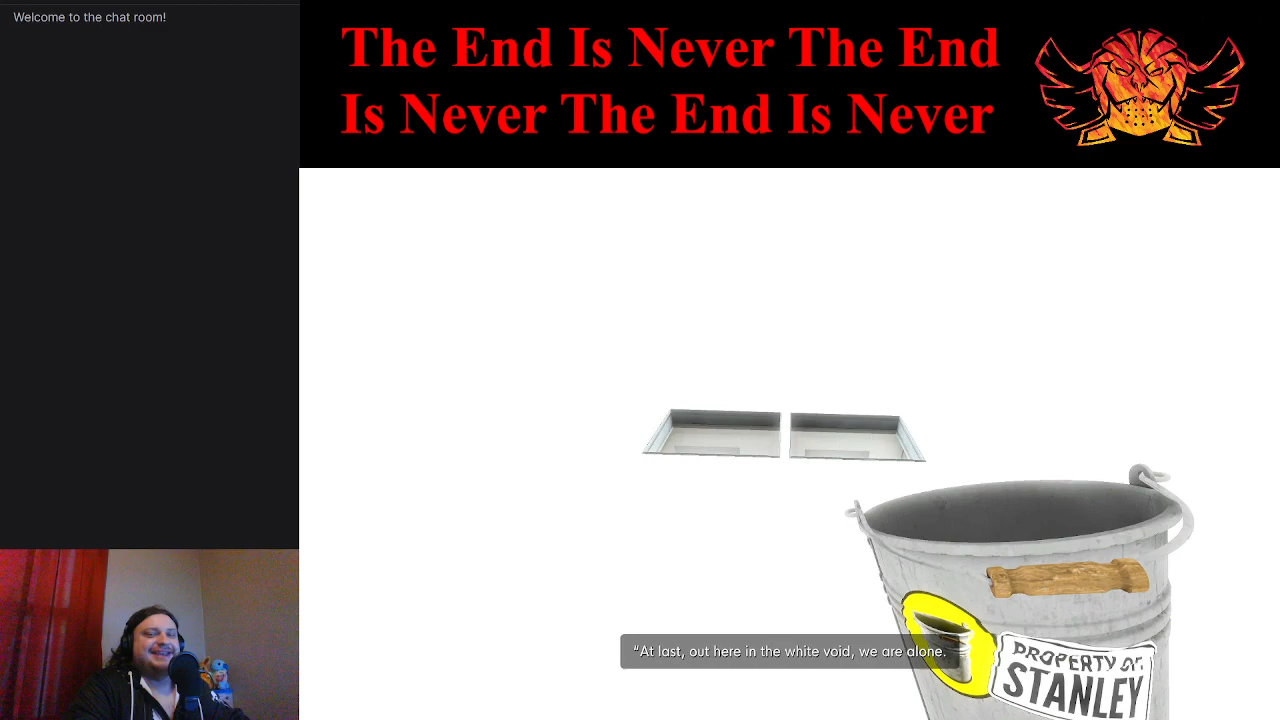 Welcome to the chat room!
The End Is Never The End
Is Never The End Is Never
"At last, out here in the white void, we are alone.
PROPERTY OF
STANLEY